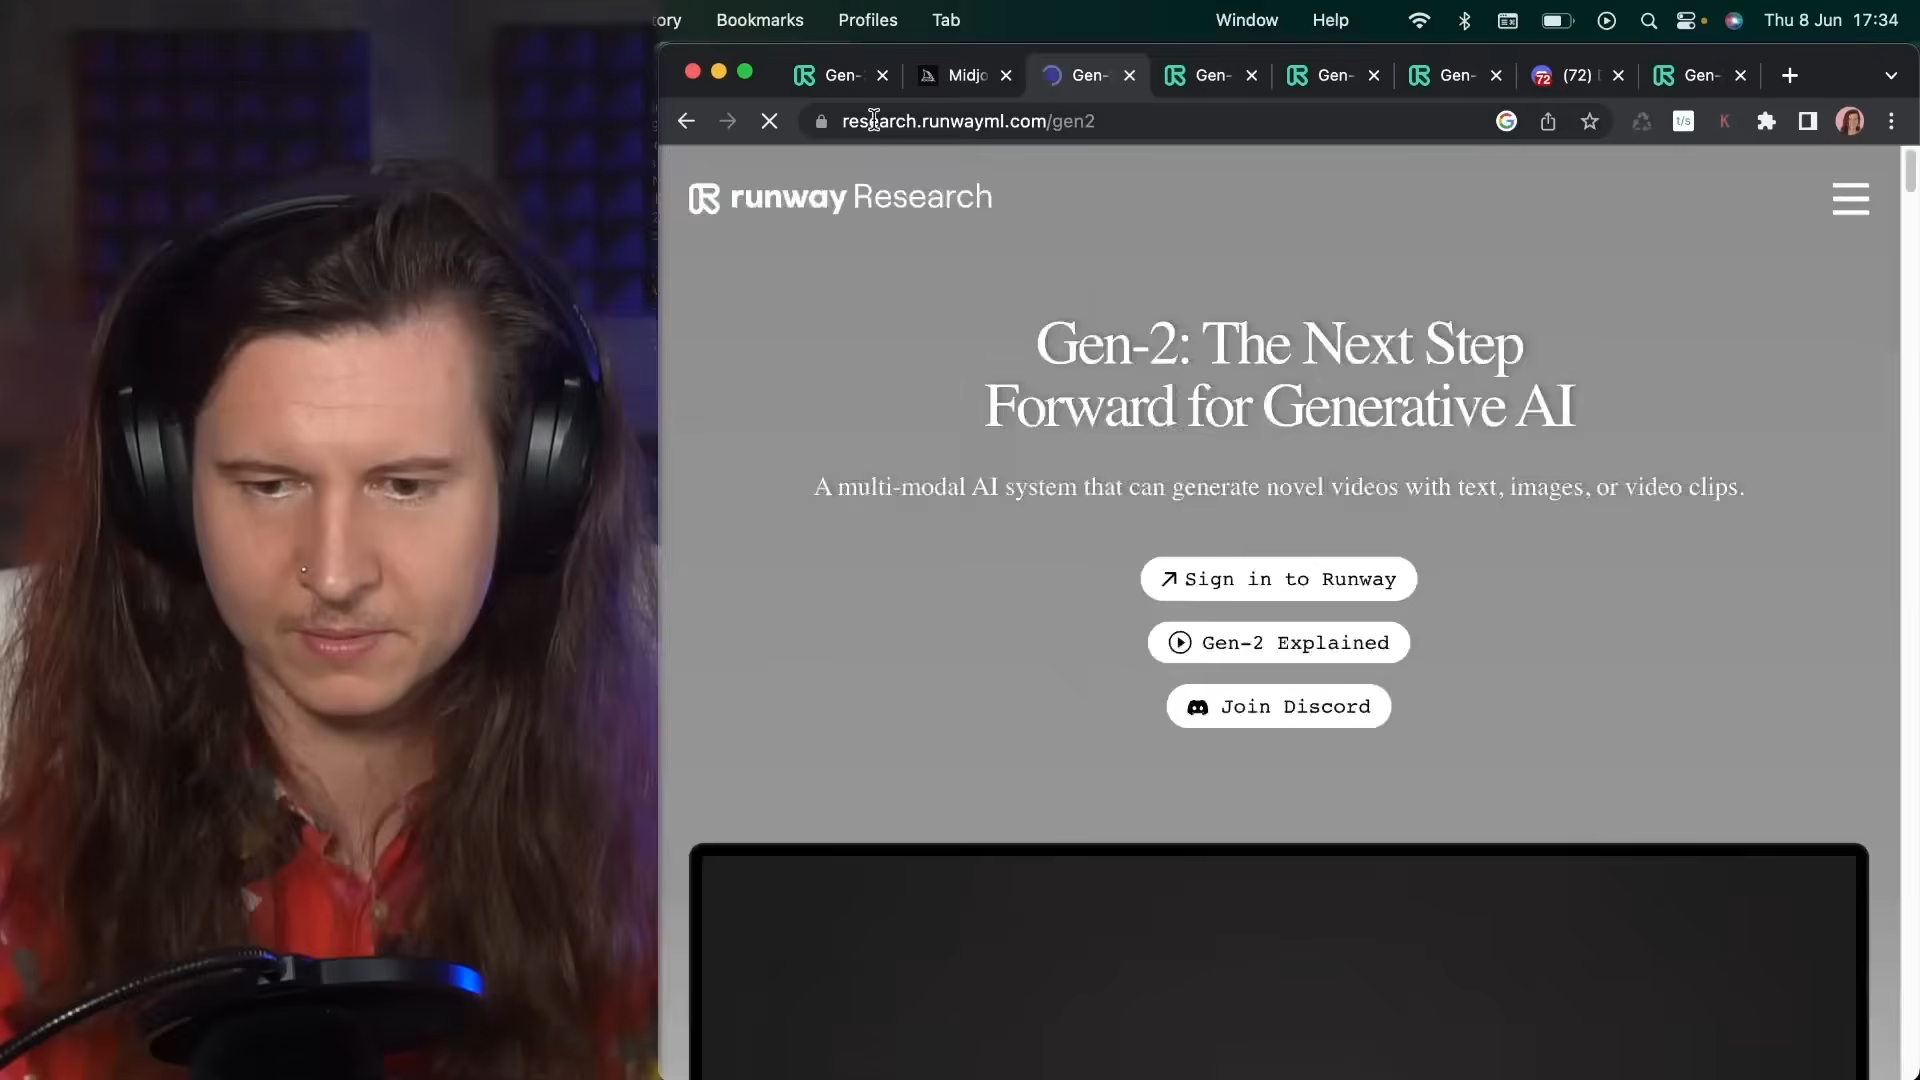 tory Bookmarks Profiles Tab Window Help Thu 8 Jun 17:34
Gen- Midjo Gen- Gen- Gen- Gen- 72 (72) Gen-
research.runwayml.com/gen2
t/s K
runway Research
Gen-2: The Next Step
Forward for Generative AI
A multi-modal AI system that can generate novel videos with text, images, or video clips.
Sign in to Runway
Gen-2 Explained
Join Discord